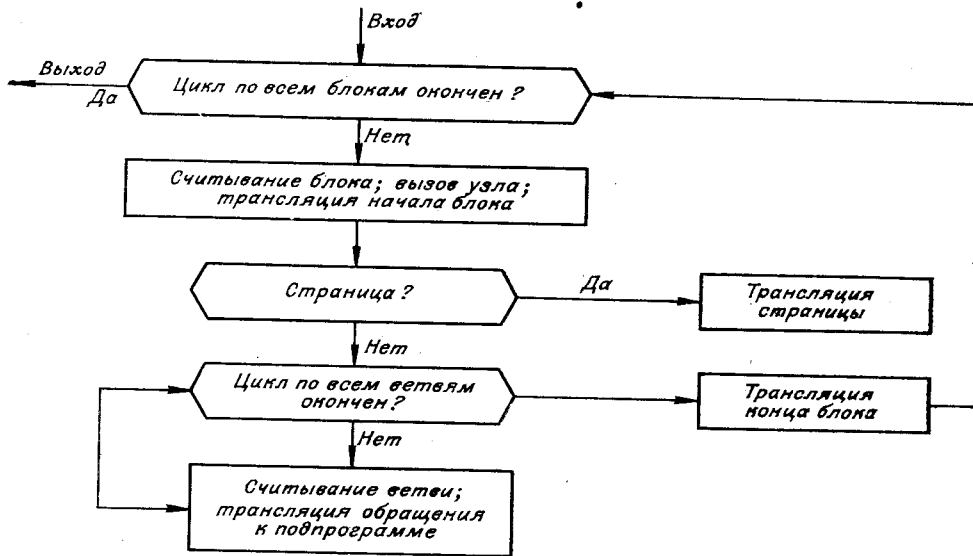 Вход
Выход
Да
Цикл по всем блокам окончен?
Нет
Считывание блока; вызов узла;
трансляция начала блока
Страница?
Да
Трансляция
страницы
Нет
Цикл по всем ветвям
окончен?
Трансляция
конца блока
Нет
Считывание ветви;
трансляция обращения
к подпрограмме